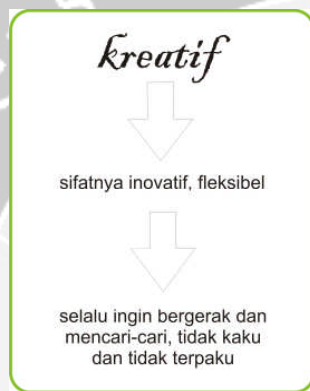 kreatif
sifatnya inovatif, fleksibel
selalu ingin bergerak dan
mencari-cari, tidak kaku
dan tidak terpaku